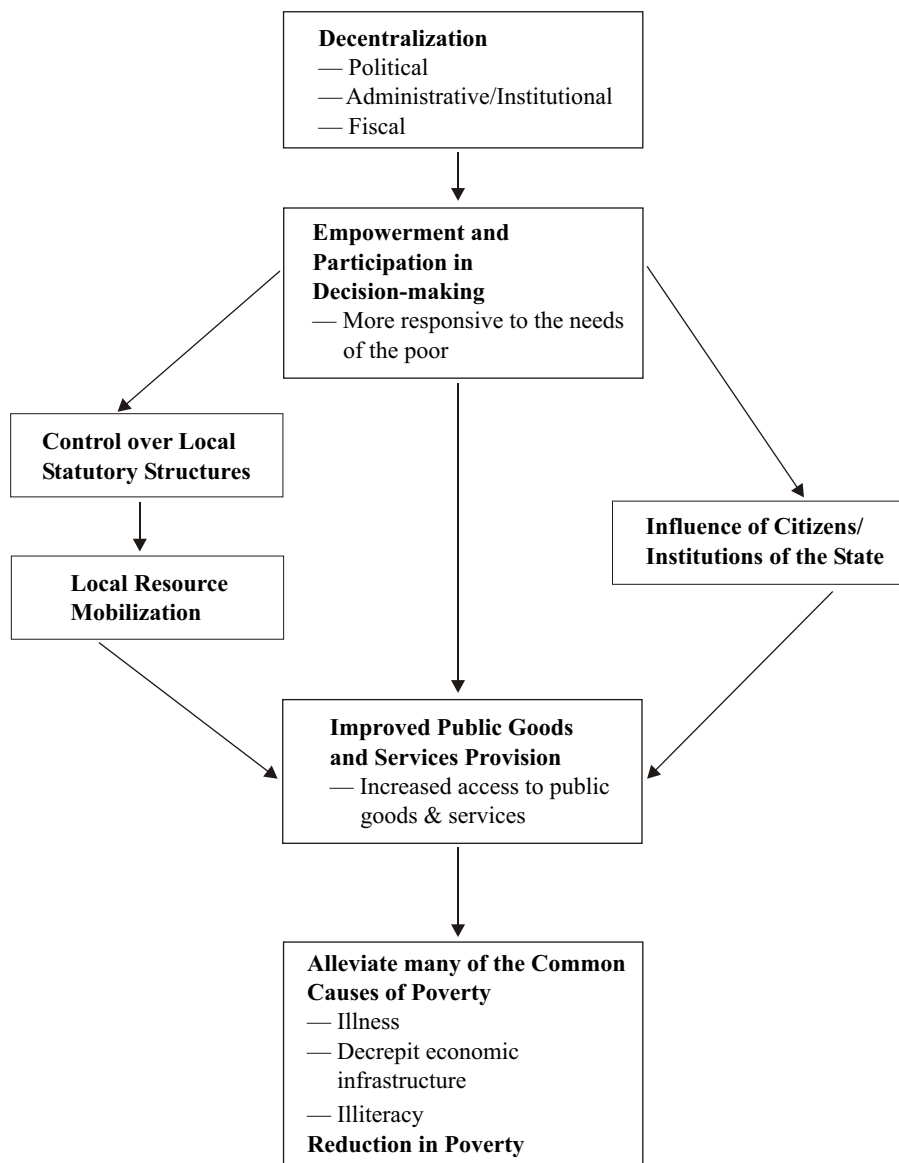 Decentralization
— Political
— Administrative/Institutional
— Fiscal
Empowerment and
Participation in
Decision-making
— More responsive to the needs
of the poor
Control over Local
Statutory Structures
Influence of Citizens/
Institutions of the State
Local Resource
Mobilization
Improved Public Goods
and Services Provision
— Increased access to public
goods & services
Alleviate many of the Common
Causes of Poverty
— Illness
— Decrepit economic
infrastructure
— Illiteracy
Reduction in Poverty